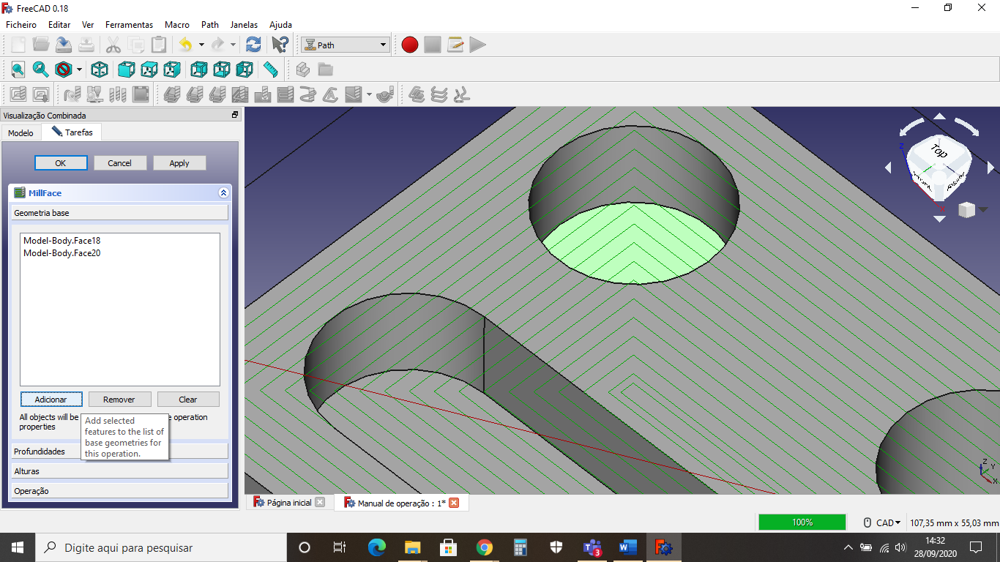 FreeCAD 0.18
Ficheiro Editar Ver Ferramentas Macro Path Janelas Ajuda
Path
Visualização Combinada
Modelo Tarefas
OK Cancel Apply
MillFace
Geometria base
Model-Body.Face18
Model-Body.Face20
Adicionar Remover Clear
All objects will be e operation
properties
Add selected
features to the list of
base geometries for
this operation.
Profundidades
Alturas
Operação
Top
Z
Z
Y
X
Página inicial Manual de operação : 1*
100% CAD 107,35 mm x 55,03 mm
Digite aqui para pesquisar
3
14:32
28/09/2020